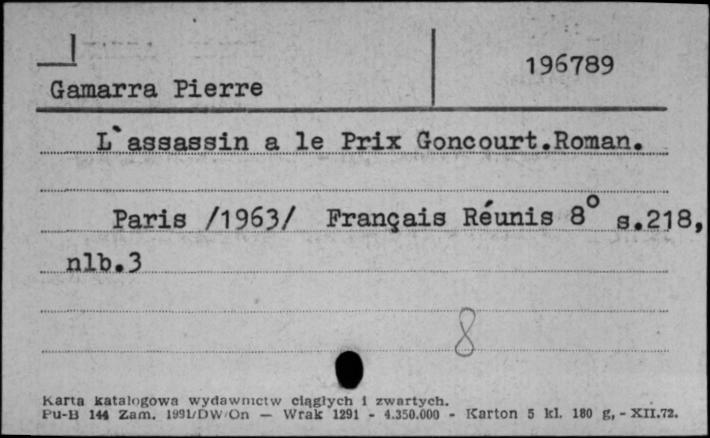 196789
Gamarra Pierre
L`assassin a le Prix Goncourt.Roman.
Paris /1963/ Français Réunis 8° s.218,
nlb.3
8
Karta katalogowa wydawnictw ciągłych i zwartych.
Pu-B 144 Zam. 1991/DW/On — Wrak 1291 - 4.350.000 - Karton 5 kl. 180 g, - XII.72.